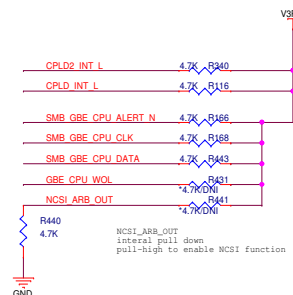 V3P
CPLD2_INT_L 4.7K R340
CPLD_INT_L 4.7K R116
SMB_GBE_CPU_ALERT_N 4.7K R166
SMB_GBE_CPU_CLK 4.7K R168
SMB_GBE_CPU_DATA 4.7K R443
GBE_CPU_WOL R431
*4.7K/DNI
NCSI_ARB_OUT R441
*4.7K/DNI
R440
4.7K
NCSI_ARB_OUT
interal pull down
pull-high to enable NCSI function
GND